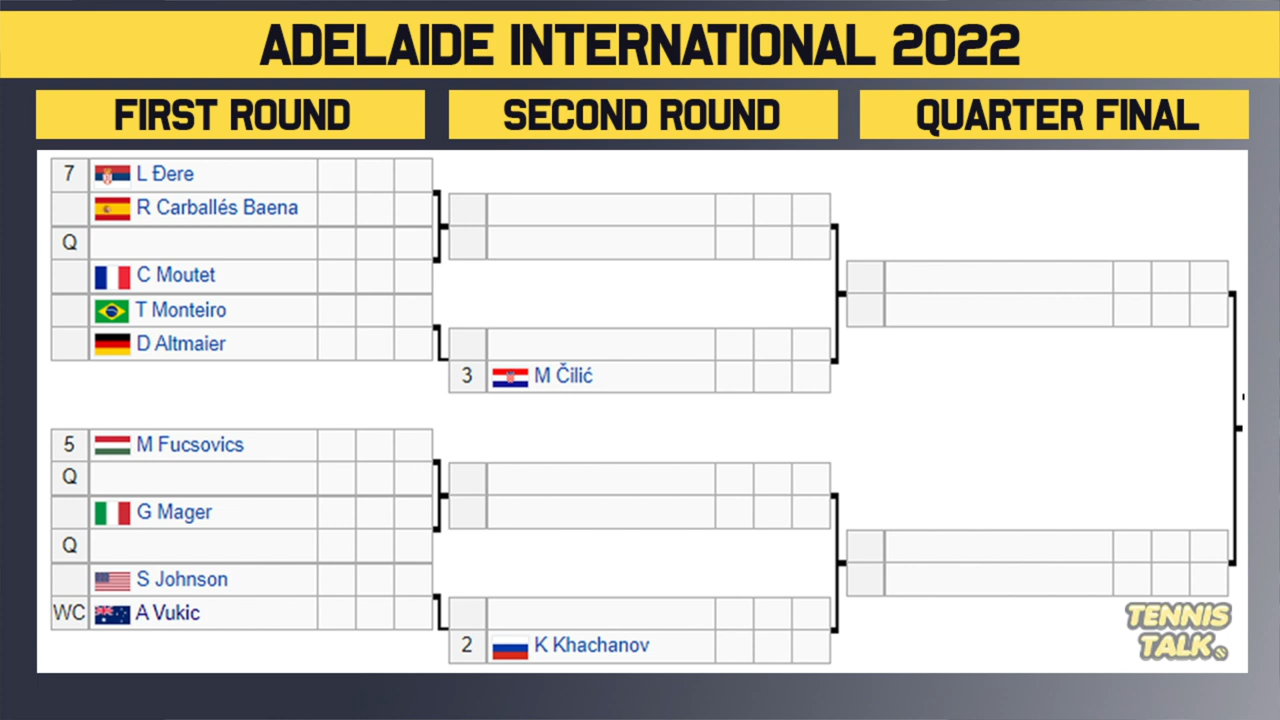 ADELAIDE INTERNATIONAL 2022
FIRST ROUND
SECOND ROUND
QUARTER FINAL
7 L Đere
R Carballés Baena
Q
C Moutet
T Monteiro
D Altmaier
3 M Čilić
5 M Fucsovics
Q
G Mager
Q
S Johnson
WC A Vukic
2 K Khachanov
TENNIS
TALK